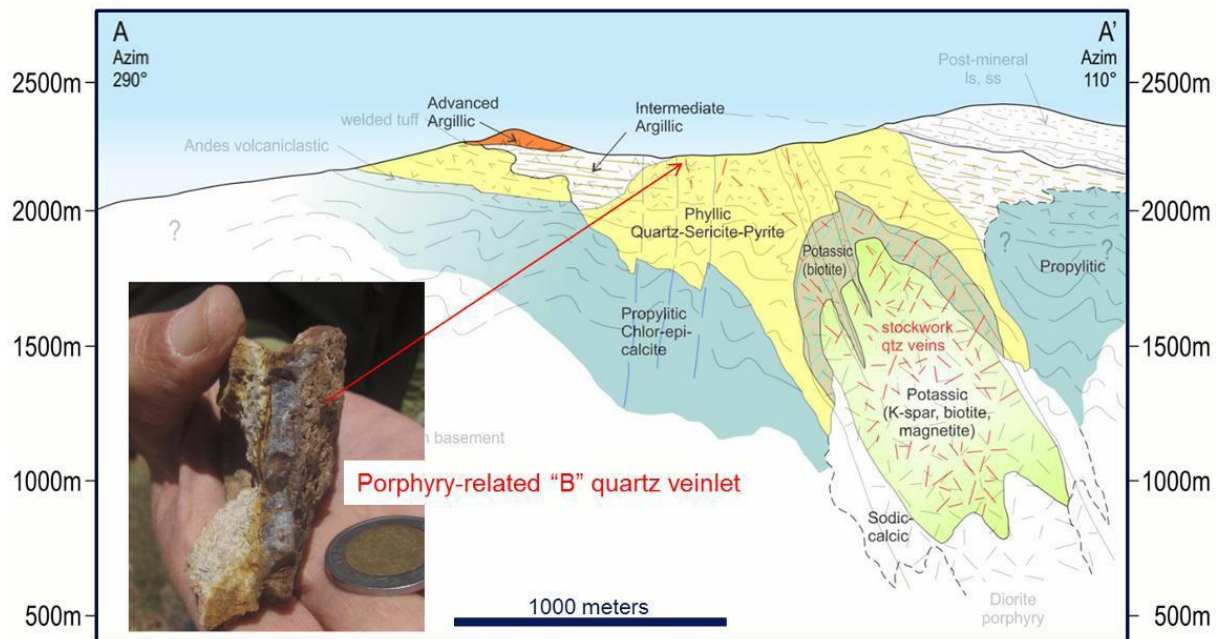 A
Azim
290°
A'
Azim
110°
2500m
2500m
Post-mineral
ls, ss
Advanced
Argillic
Intermediate
Argillic
welded tuff
Andes volcaniclastic
2000m
2000m
?
Phyllic
Quartz-Sericite-Pyrite
Potassic
(biotite)
?
?
Propylitic
Propylitic
Chlor-epi-
calcite
stockwork
qtz veins
1500m
1500m
Potassic
(K-spar, biotite,
magnetite)
basement
Porphyry-related “B” quartz veinlet
1000m
1000m
Sodic-
calcic
1000 meters
Diorite
porphyry
500m
500m